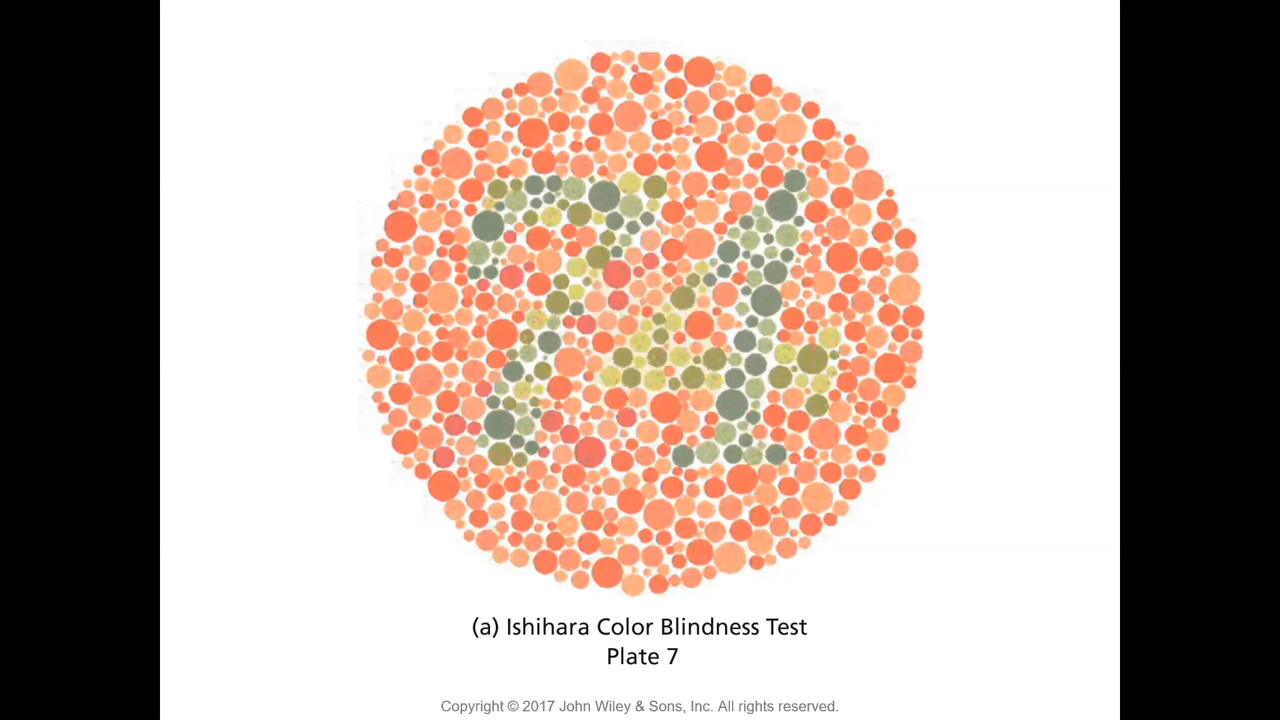 74
(a) Ishihara Color Blindness Test
Plate 7
Copyright © 2017 John Wiley & Sons, Inc. All rights reserved.